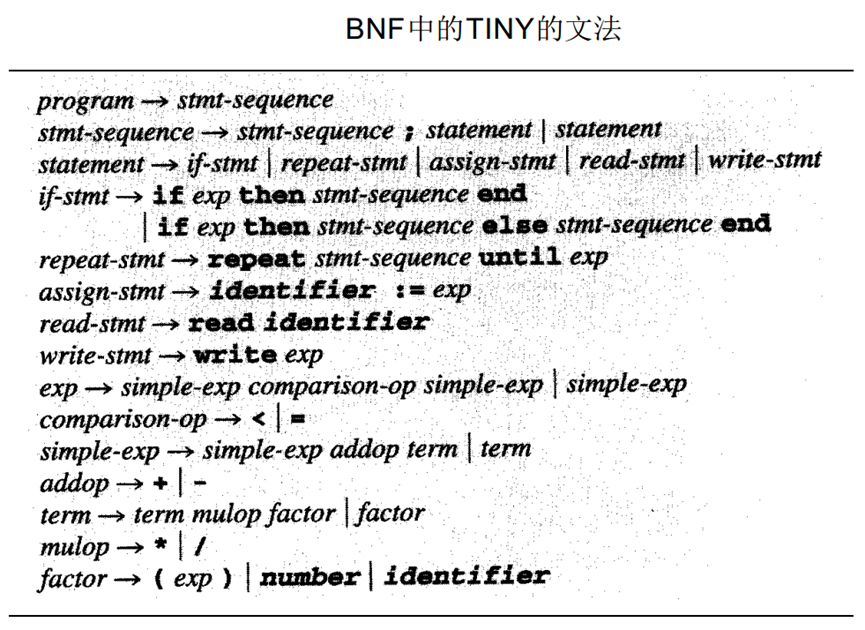 BNF中的TINY的文法
program → stmt-sequence
stmt-sequence → stmt-sequence ; statement | statement
statement → if-stmt | repeat-stmt | assign-stmt | read-stmt | write-stmt
if-stmt → if exp then stmt-sequence end
| if exp then stmt-sequence else stmt-sequence end
repeat-stmt → repeat stmt-sequence until exp
assign-stmt → identifier := exp
read-stmt → read identifier
write-stmt → write exp
exp → simple-exp comparison-op simple-exp | simple-exp
comparison-op → < | =
simple-exp → simple-exp addop term | term
addop → + | -
term → term mulop factor | factor
mulop → * | /
factor → ( exp ) | number | identifier